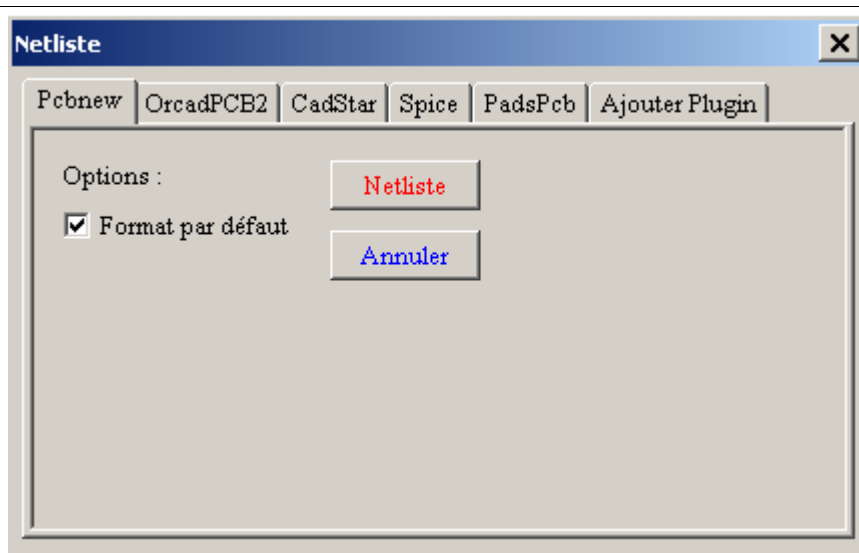 Netliste
Pcbnew OrcadPCB2 CadStar Spice PadsPcb Ajouter Plugin
Options : Netliste
Format par défaut
Annuler